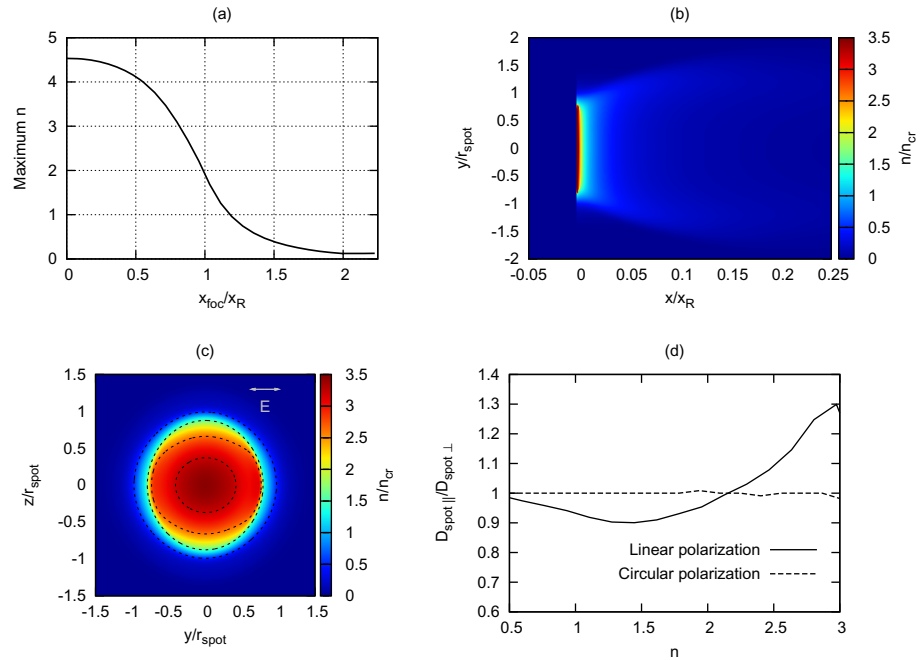 (a)
Maximum n
5
4
3
2
1
0
0 0.5 1 1.5 2
x_foc/x_R
(b)
y/r_spot
2
1.5
1
0.5
0
-0.5
-1
-1.5
-2
-0.05 0 0.05 0.1 0.15 0.2 0.25
x/x_R
3.5
3
2.5
2
1.5
1
0.5
0
n/n_cr
(c)
z/r_spot
1.5
1
0.5
0
-0.5
-1
-1.5
-1.5 -1 -0.5 0 0.5 1 1.5
y/r_spot
E
3.5
3
2.5
2
1.5
1
0.5
0
n/n_cr
(d)
D_spot ||/D_spot ⊥
1.4
1.3
1.2
1.1
1
0.9
0.8
0.7
0.6
0.5 1 1.5 2 2.5 3
n
Linear polarization
Circular polarization